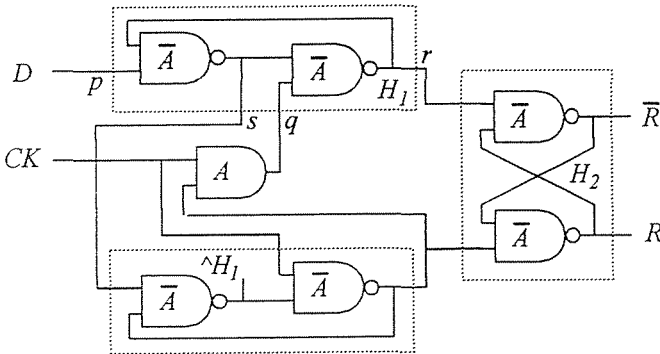 A̅ A̅ r
D p H₁ A̅ R̅
s q
CK A H₂
A̅ R
^H₁ A̅
A̅